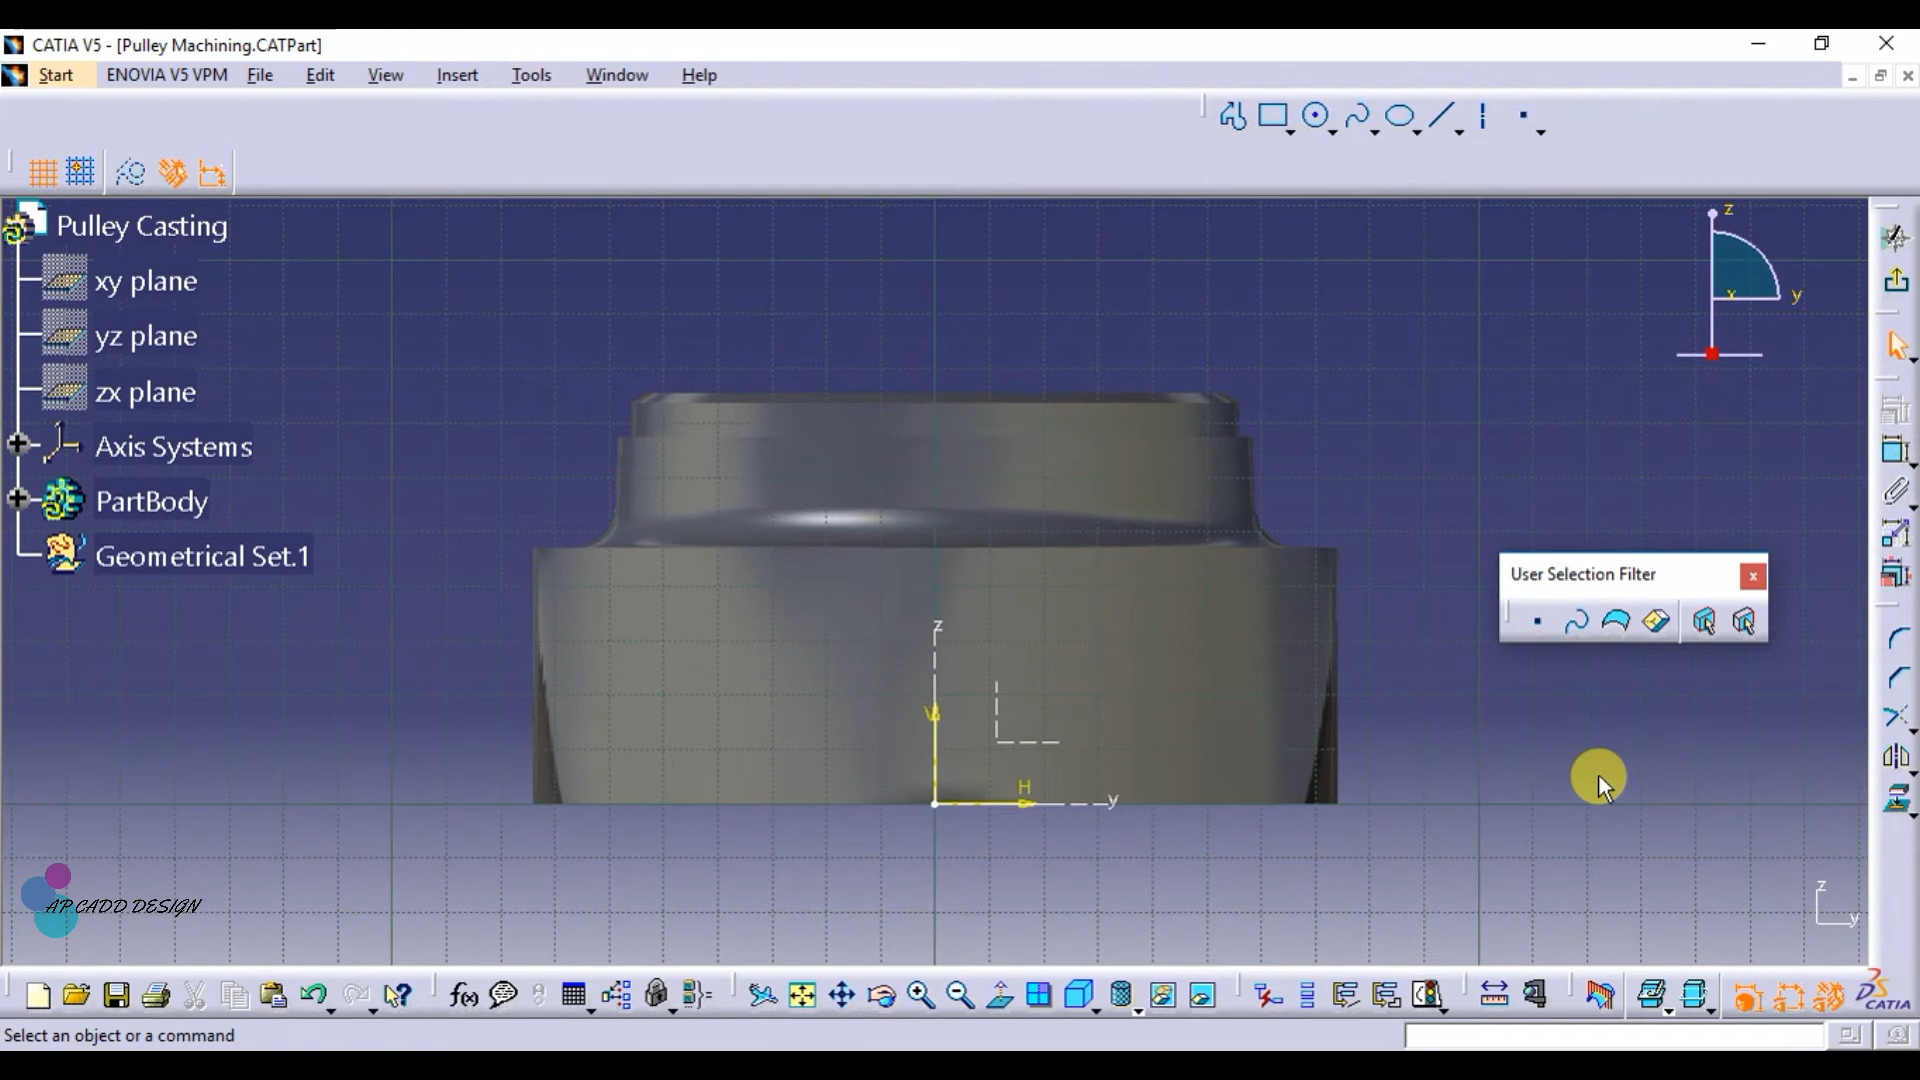 CATIA V5 - [Pulley Machining.CATPart]
Start ENOVIA V5 VPM File Edit View Insert Tools Window Help
Pulley Casting
xy plane
yz plane
zx plane
Axis Systems
PartBody
Geometrical Set.1
z
x
y
User Selection Filter
x
z
V
H
y
AP CADD DESIGN
z
y
f(x)
CATIA
Select an object or a command